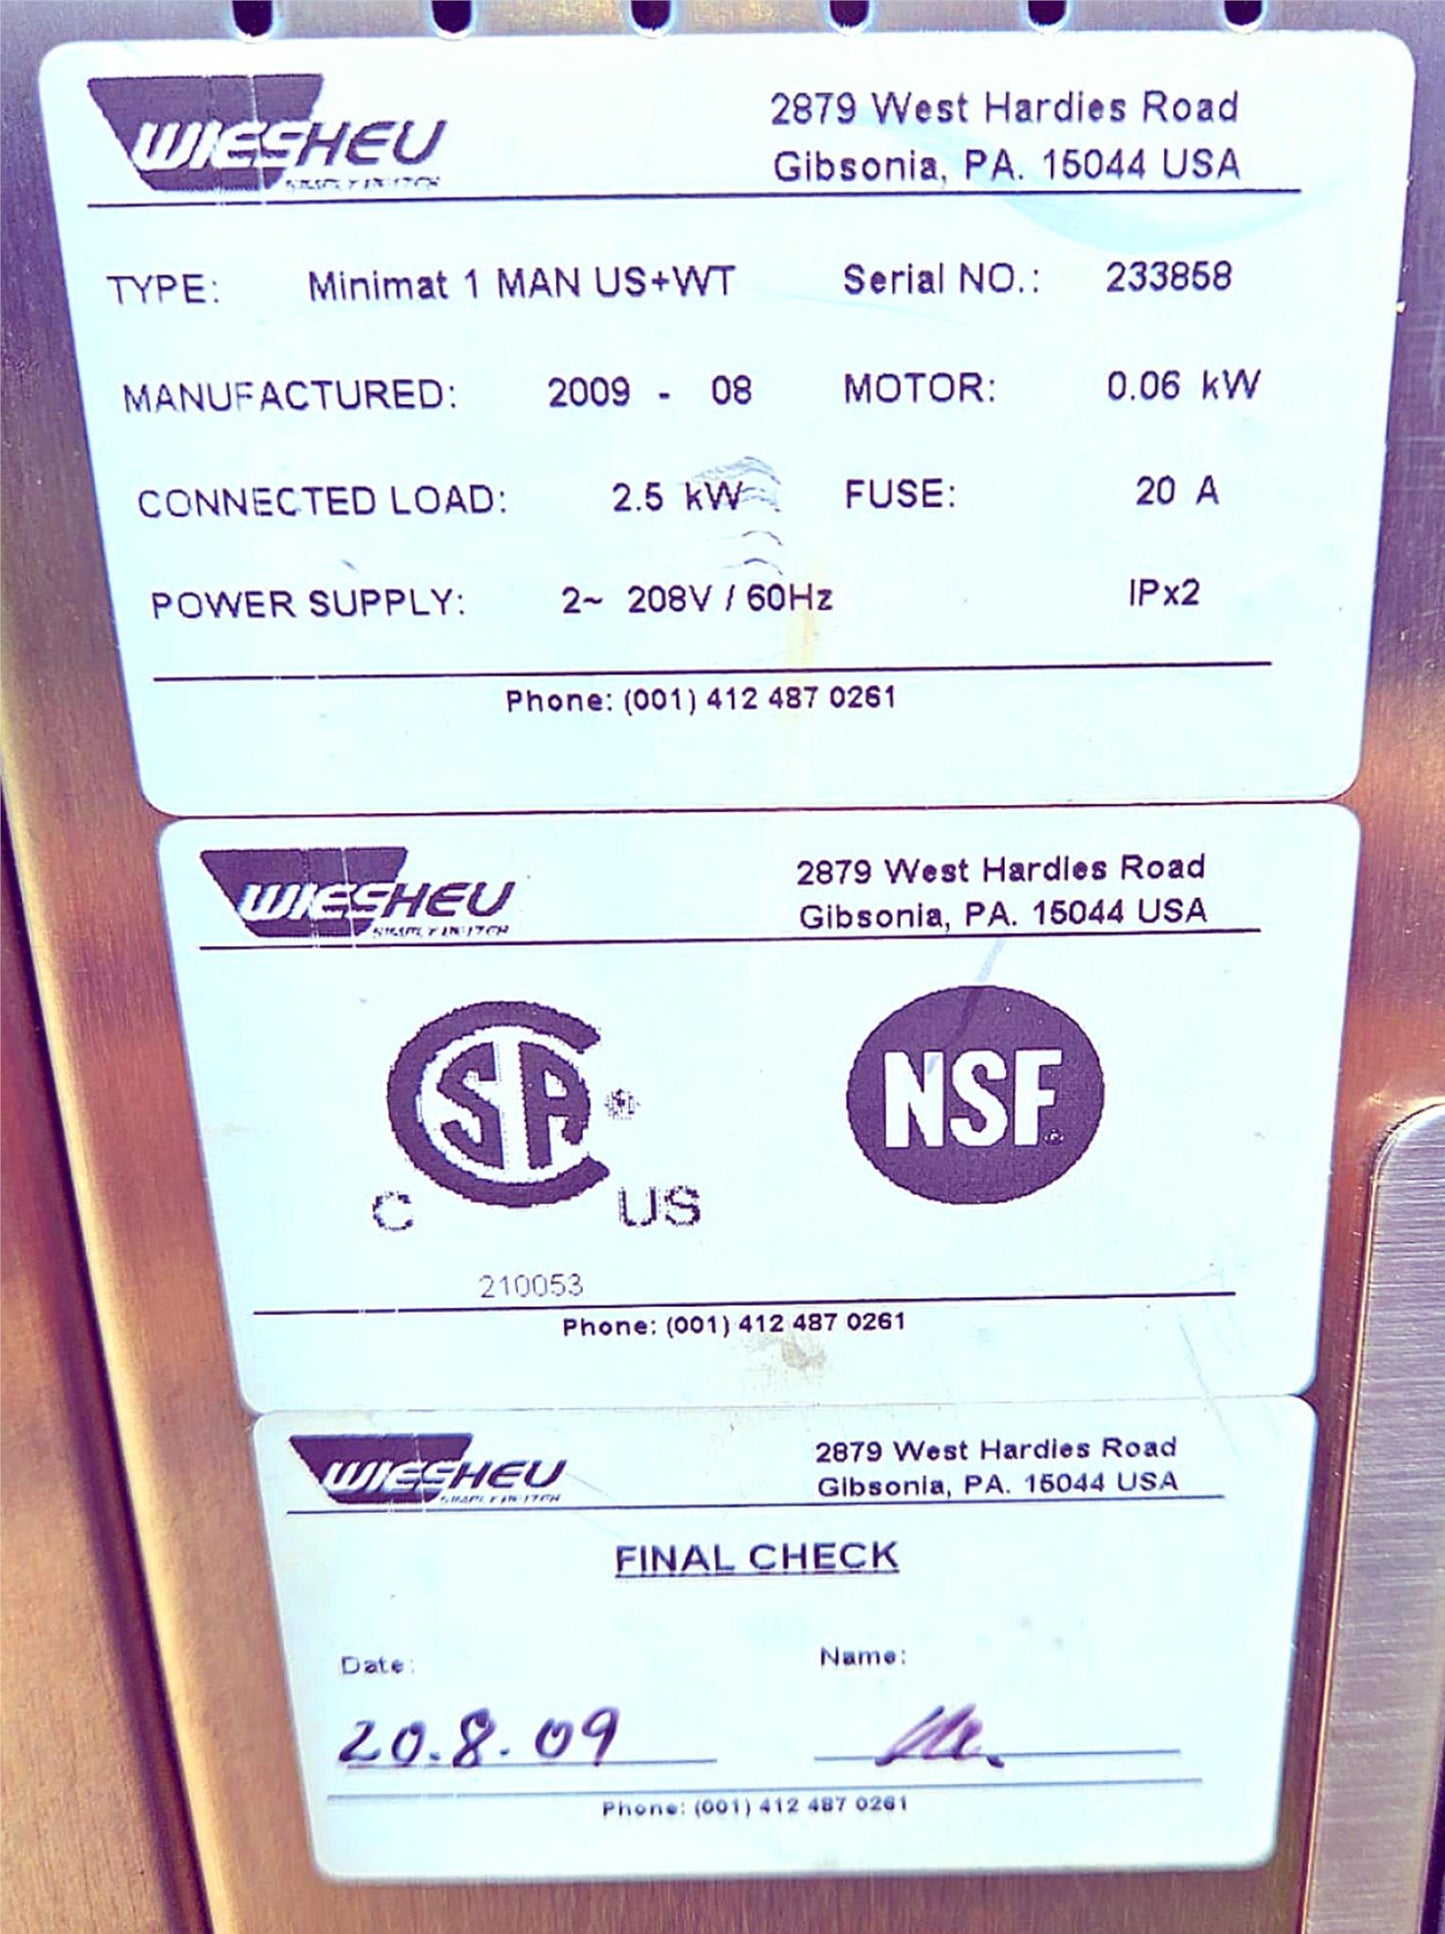 WIESHEU
2879 West Hardies Road
Gibsonia, PA. 15044 USA
TYPE: Minimat 1 MAN US+WT Serial NO.: 233858
MANUFACTURED: 2009 - 08 MOTOR: 0.06 kW
CONNECTED LOAD: 2.5 kW FUSE: 20 A
POWER SUPPLY: 2~ 208V / 60Hz IPx2
Phone: (001) 412 487 0261
WIESHEU
2879 West Hardies Road
Gibsonia, PA. 15044 USA
CSA NSF
C US
210053
Phone: (001) 412 487 0261
WIESHEU
2879 West Hardies Road
Gibsonia, PA. 15044 USA
FINAL CHECK
Date: Name:
20.8.09
Phone: (001) 412 487 0261